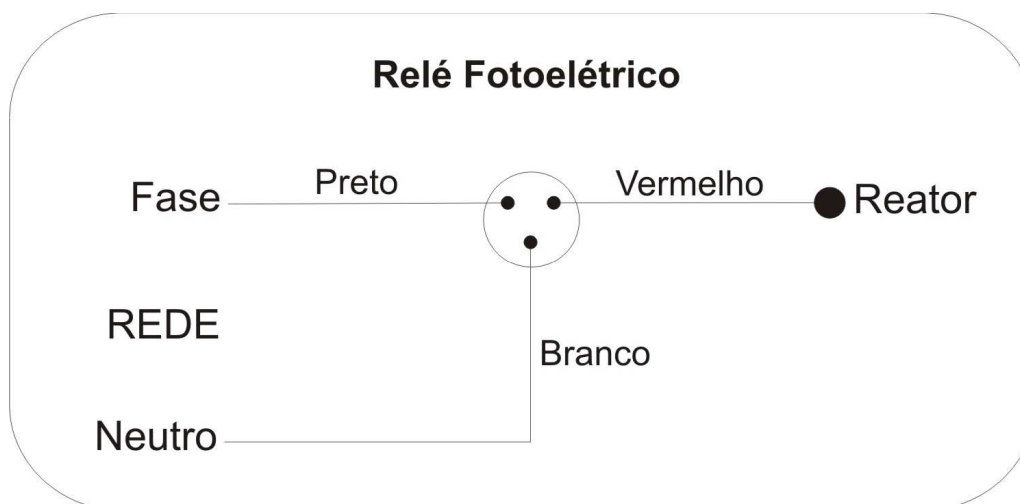 Relé Fotoelétrico
Fase
Preto
Vermelho
Reator
REDE
Branco
Neutro